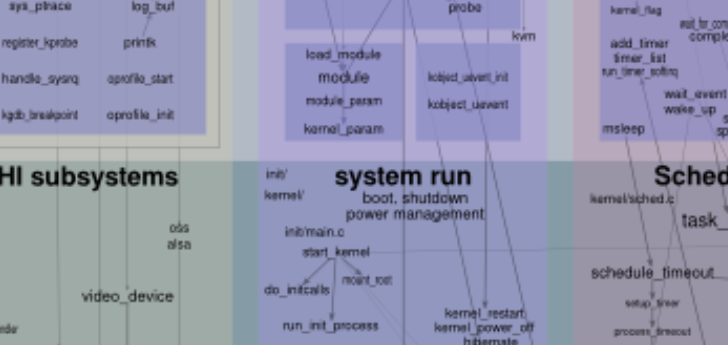 sys_ptrace
log_buf
register_kprobe
printk
handle_sysrq
oprofile_start
kgdb_breakpoint
oprofile_init
probe
kvm
load_module
module
module_param
kernel_param
kobject_uevent_init
kobject_uevent
kernel_flag
add_timer
timer_list
run_timer_softirq
wait_event
wake_up
msleep
HI subsystems
oss
alsa
video_device
init/
kernel/
system run
boot, shutdown
power management
init/main.c
start_kernel
mount_root
do_initcalls
run_init_process
kernel_restart
kernel_power_off
hibernate
Sched
kernel/sched.c
task_
schedule_timeout
setup_timer
process_timeout